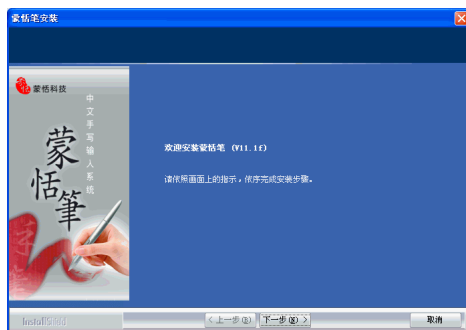 蒙恬笔安装
蒙恬科技
中文手写输入系统
蒙恬筆
欢迎安装蒙恬笔 (V11.1f)
请依照画面上的指示，依序完成安装步骤。
InstallShield
< 上一步(B)
下一步(N) >
取消